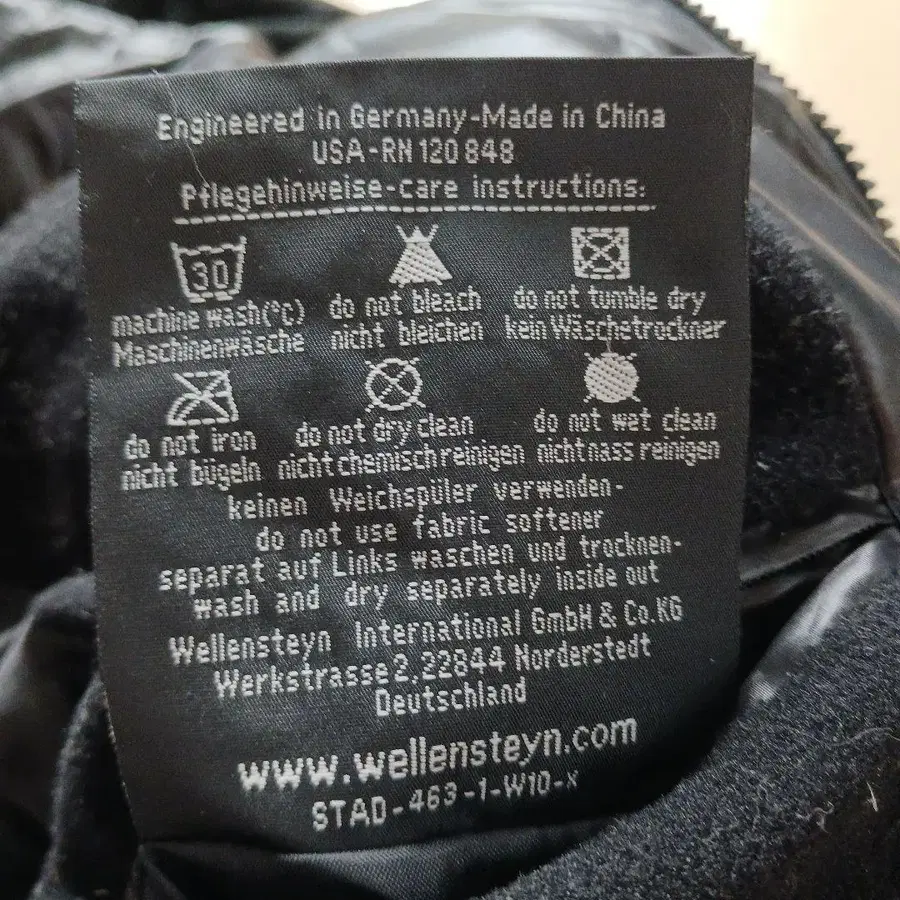 Engineered in Germany-Made in China
USA-RN 120 848
Pflegehinweise-care instructions:
30
machine wash(°C) do not bleach do not tumble dry
Maschinenwäsche nicht bleichen kein Wäschetrockner
do not iron do not dry clean do not wet clean
nicht bügeln nicht chemisch reinigen nicht nass reinigen
keinen Weichspüler verwenden-
do not use fabric softener
separat auf Links waschen und trocknen-
wash and dry separately inside out
Wellensteyn International GmbH & Co.KG
Werkstrasse 2, 22844 Norderstedt
Deutschland
www.wellensteyn.com
STAD-463-1-W10-X